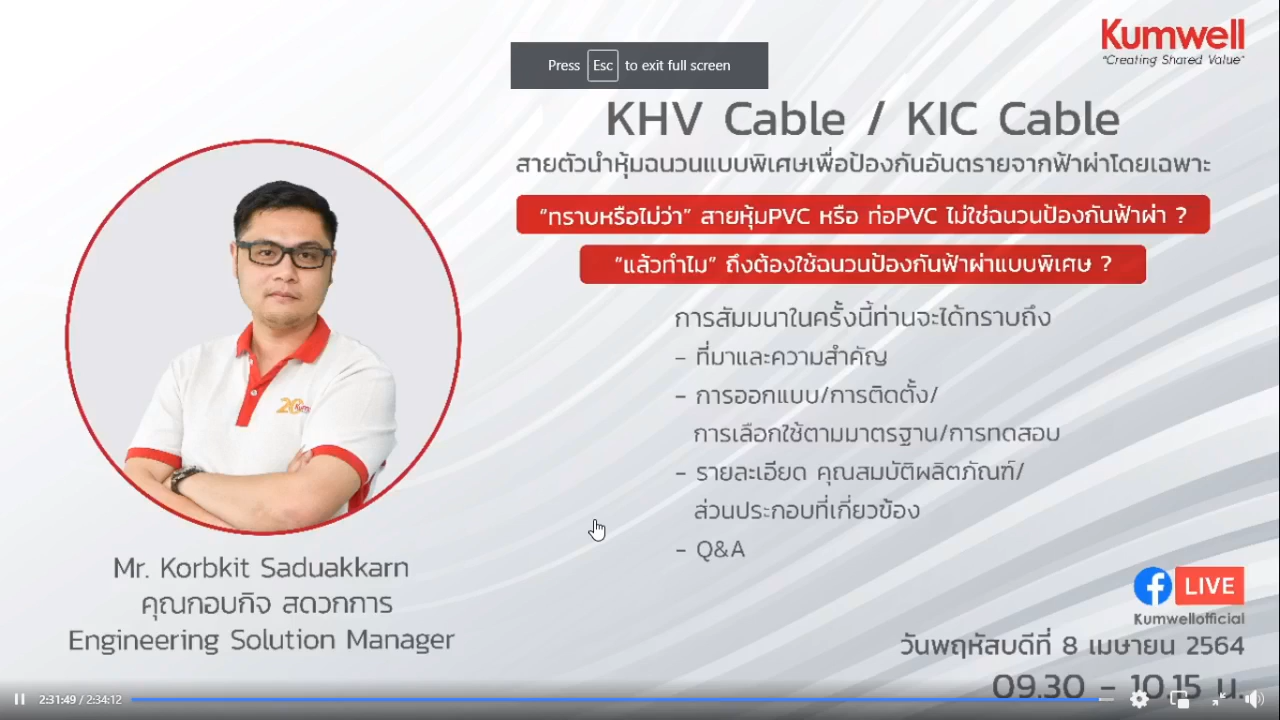 Kumwell
"Creating Shared Value"
Press Esc to exit full screen
KHV Cable / KIC Cable
สายตัวนำหุ้มฉนวนแบบพิเศษเพื่อป้องกันอันตรายจากฟ้าผ่าโดยเฉพาะ
"ทราบหรือไม่ว่า" สายหุ้มPVC หรือ ท่อPVC ไม่ใช่ฉนวนป้องกันฟ้าผ่า ?
"แล้วทำไม" ถึงต้องใช้ฉนวนป้องกันฟ้าผ่าแบบพิเศษ ?
การสัมมนาในครั้งนี้ท่านจะได้ทราบถึง
- ที่มาและความสำคัญ
- การออกแบบ/การติดตั้ง/
การเลือกใช้ตามมาตรฐาน/การทดสอบ
- รายละเอียด คุณสมบัติผลิตภัณฑ์/
ส่วนประกอบที่เกี่ยวข้อง
- Q&A
Mr. Korbkit Saduakkarn
คุณกอบกิจ สดวกการ
Engineering Solution Manager
LIVE
Kumwellofficial
วันพฤหัสบดีที่ 8 เมษายน 2564
09.30 - 10.15 น.
2:31:49 / 2:34:12